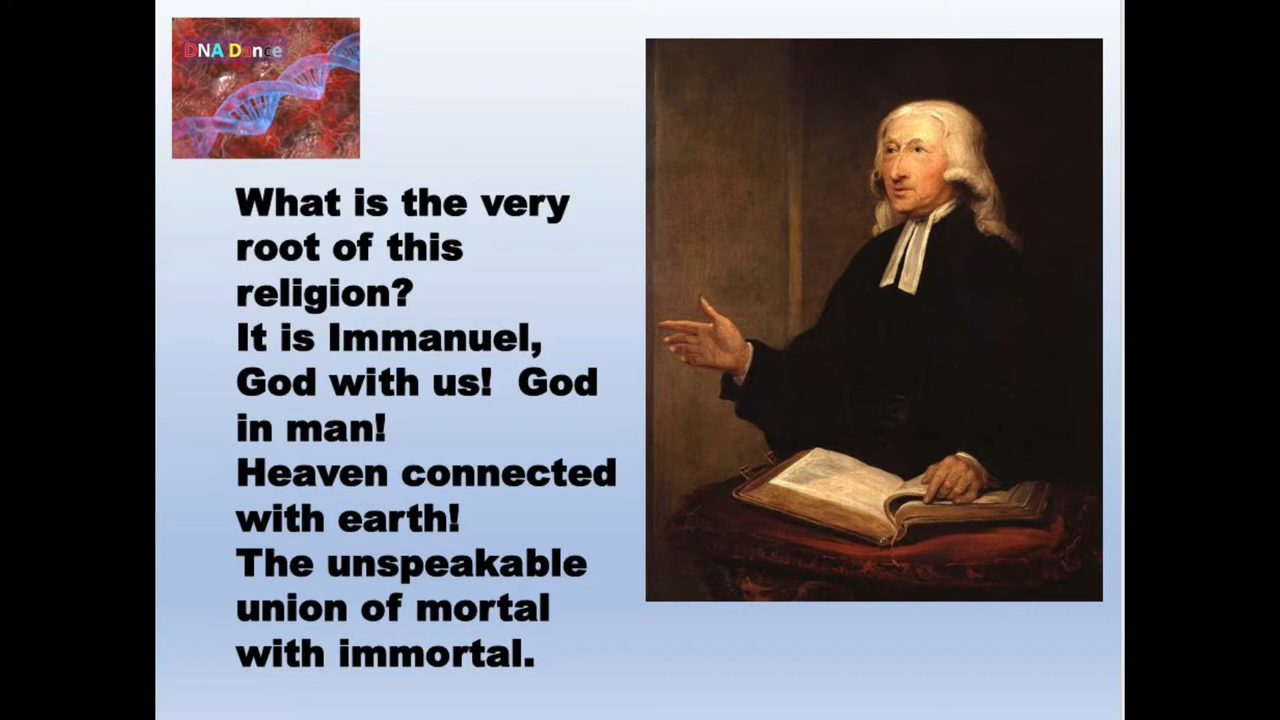 DNA Dance
What is the very
root of this
religion?
It is Immanuel,
God with us!  God
in man!
Heaven connected
with earth!
The unspeakable
union of mortal
with immortal.